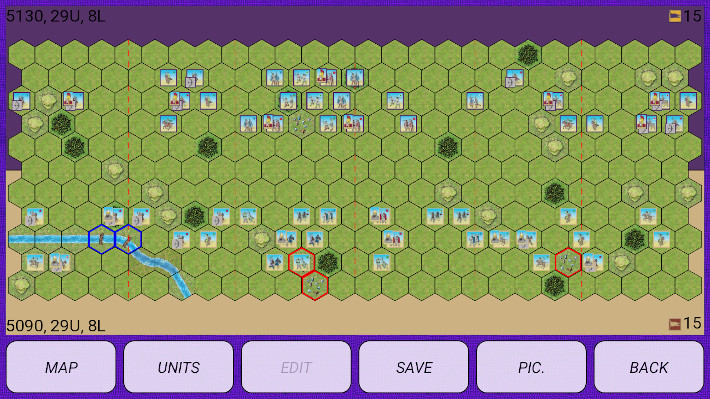 5130, 29U, 8L
15
5090, 29U, 8L
15
MAP
UNITS
EDIT
SAVE
PIC.
BACK